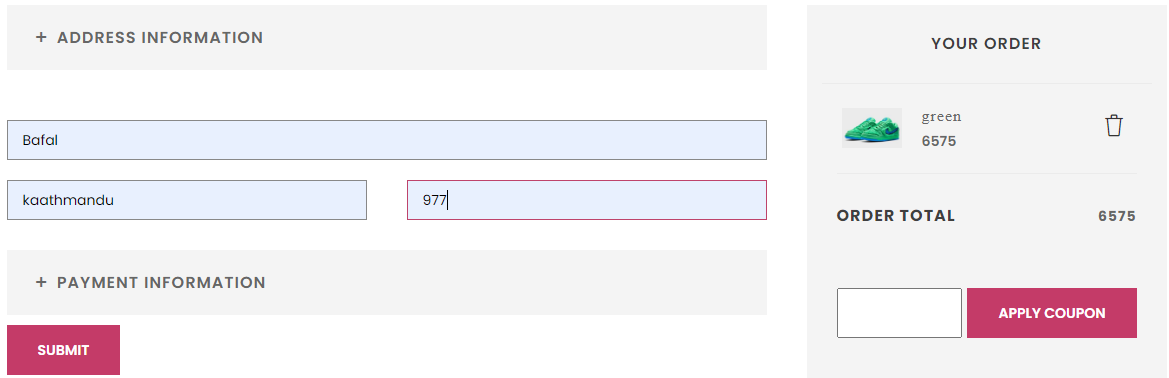 + ADDRESS INFORMATION
Bafal
kaathmandu
977
+ PAYMENT INFORMATION
SUBMIT
YOUR ORDER
green
6575
ORDER TOTAL 6575
APPLY COUPON